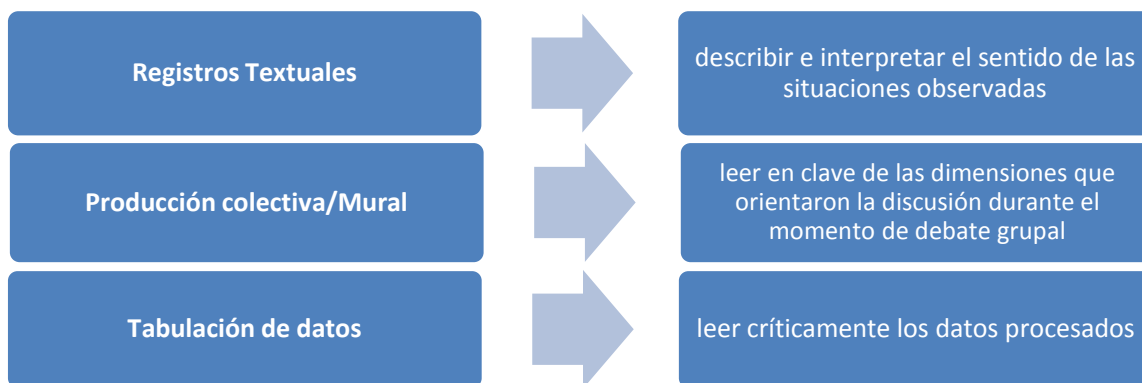 Registros Textuales
describir e interpretar el sentido de las
situaciones observadas
Producción colectiva/Mural
leer en clave de las dimensiones que
orientaron la discusión durante el
momento de debate grupal
Tabulación de datos
leer críticamente los datos procesados